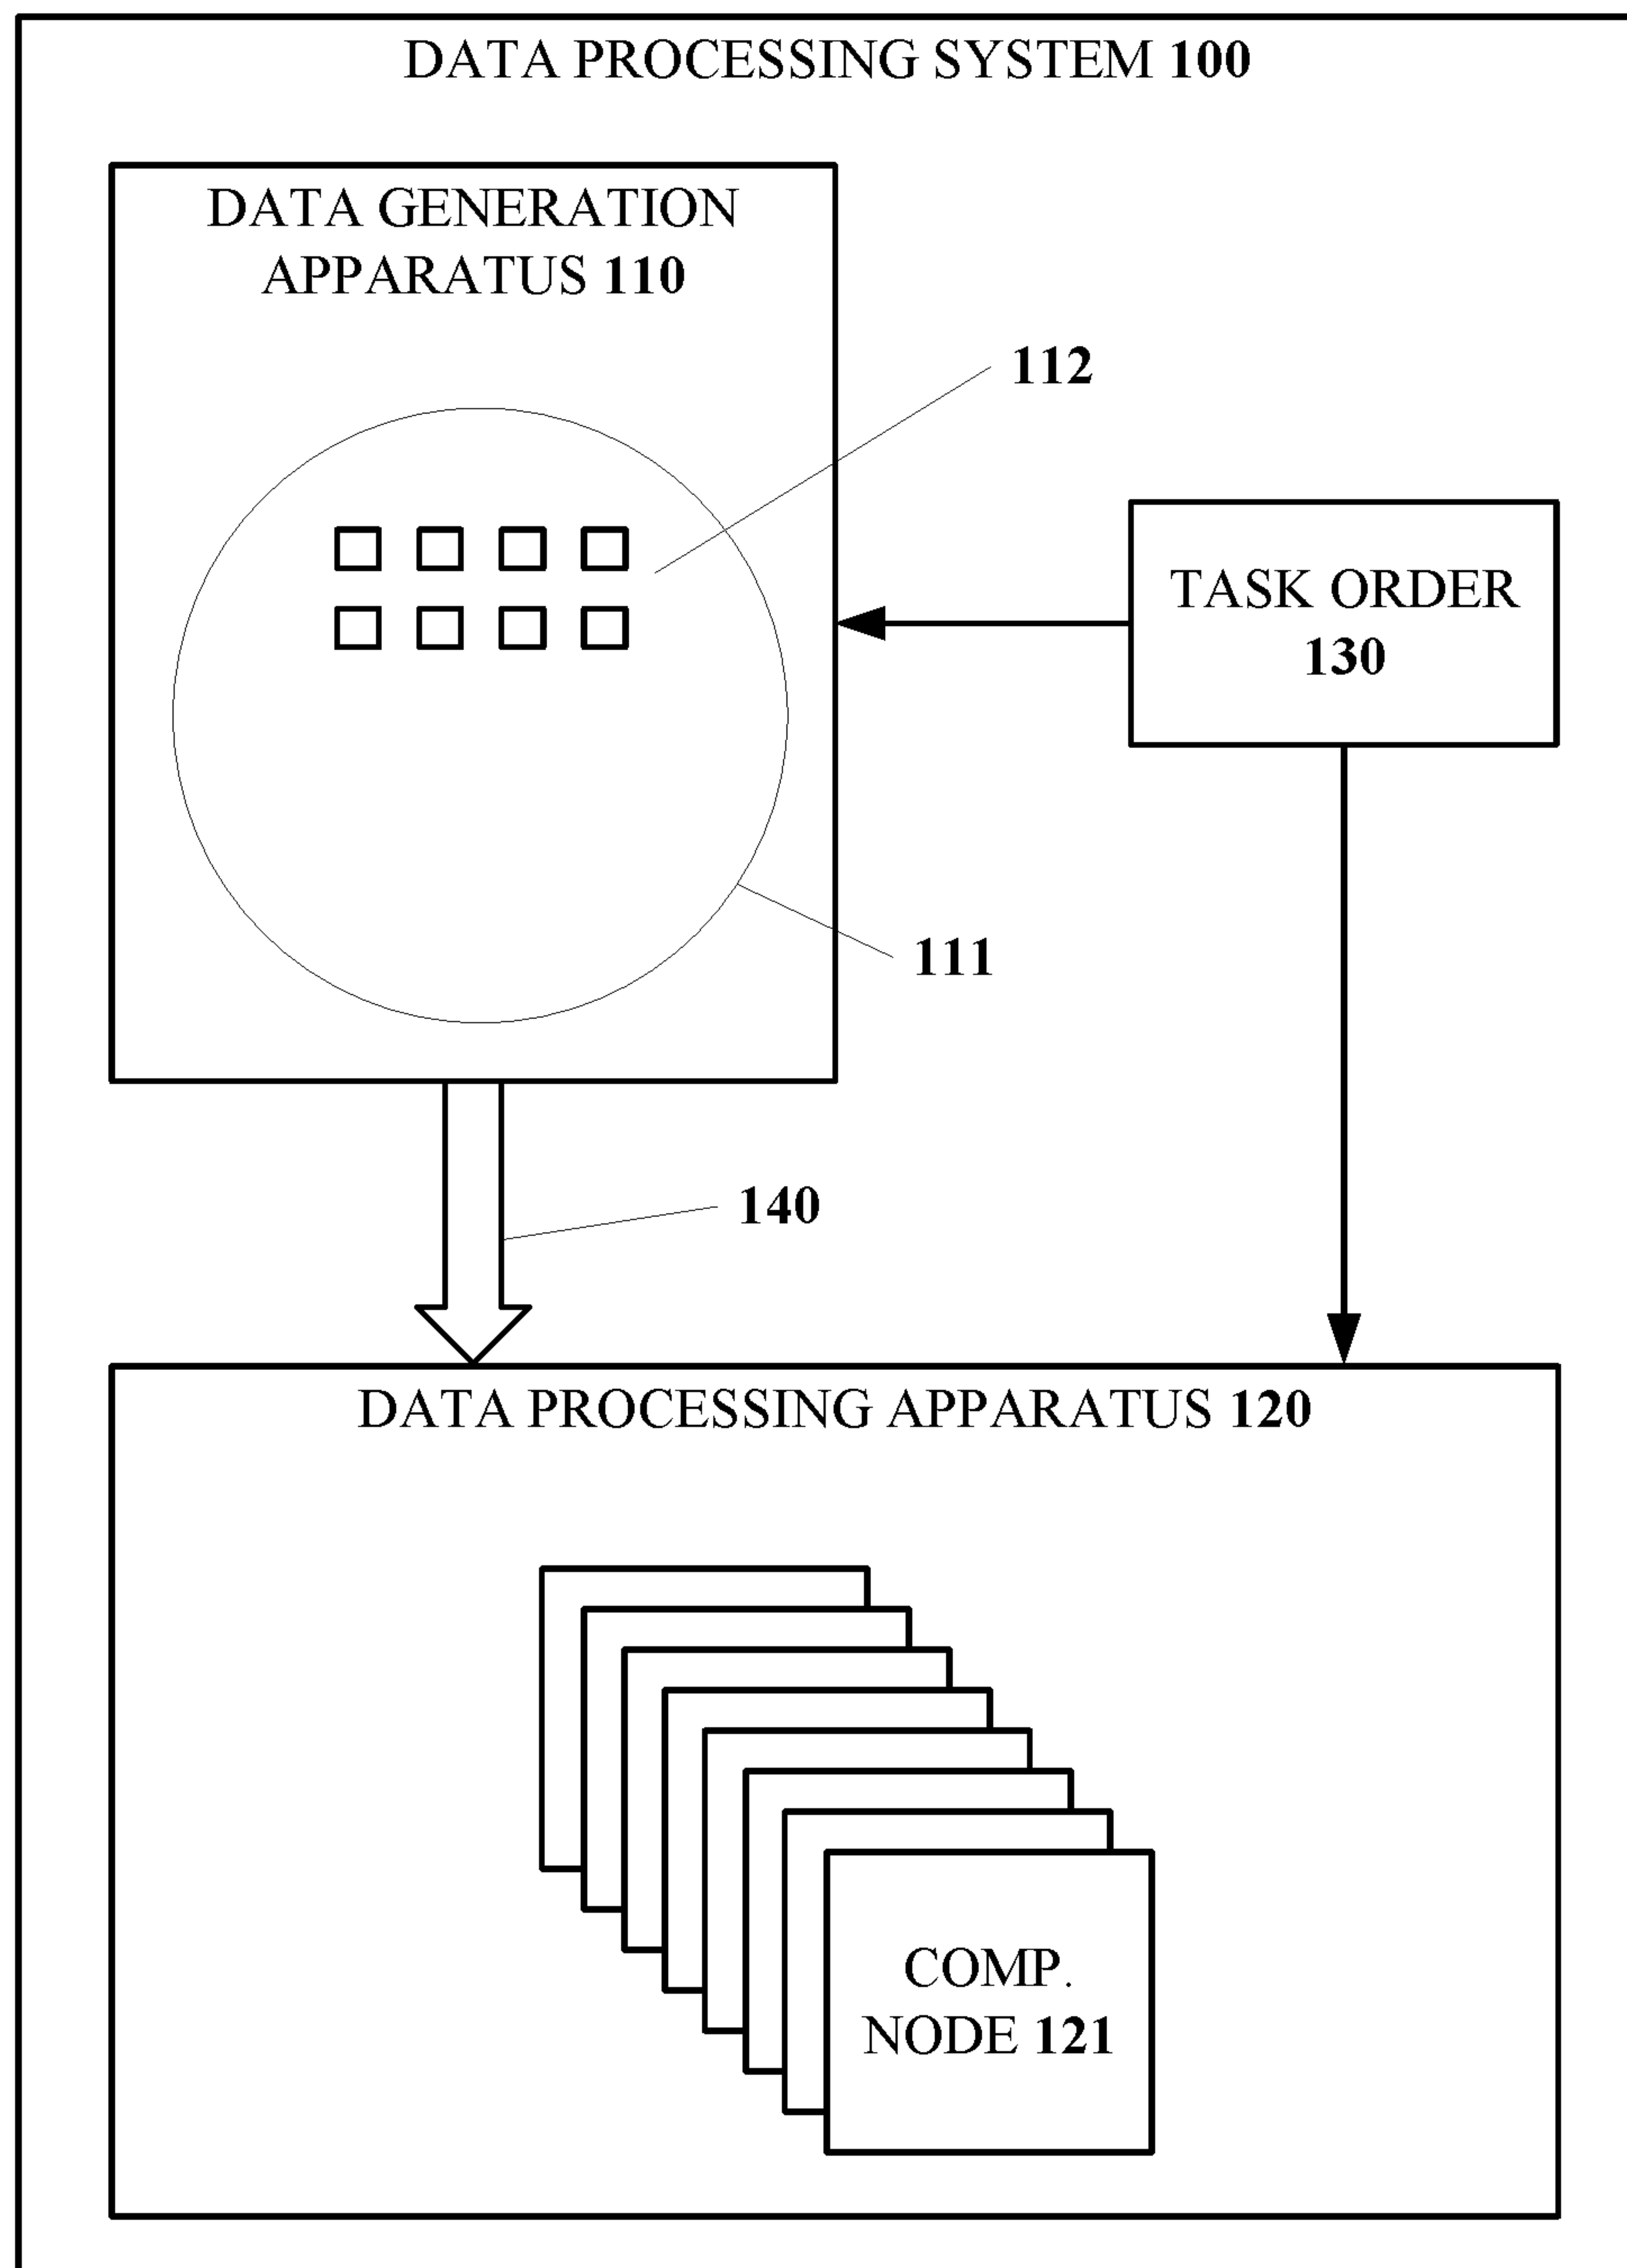 DATA PROCESSING SYSTEM 100
DATA GENERATION
APPARATUS 110
112
TASK ORDER
130
111
140
DATA PROCESSING APPARATUS 120
COMP.
NODE 121